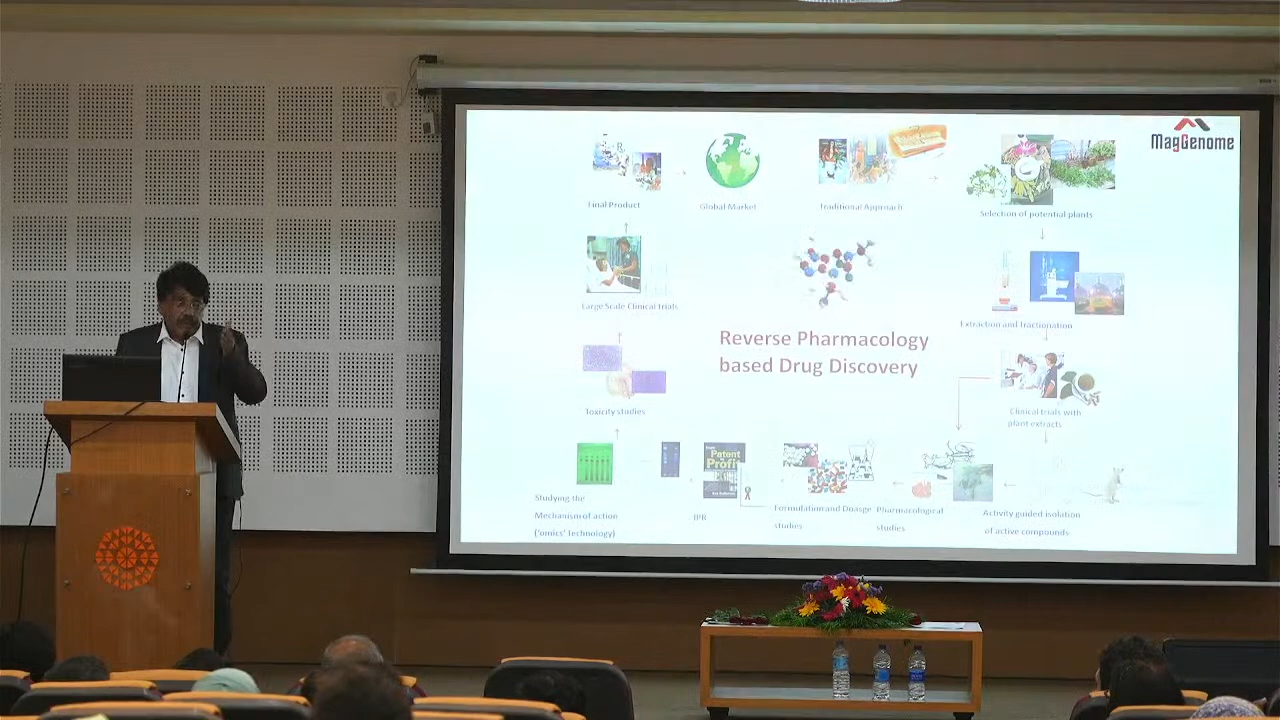 MagGenome
Final Product
Global Market
Traditional Approach
Selection of potential plants
Large Scale Clinical trials
Extraction and fractionation
Reverse Pharmacology
based Drug Discovery
Toxicity studies
Clinical trials with
plant extracts
Patent
Profit
Studying the
Mechanism of action
('omics' Technology)
IPR
Formulation and Doasge
studies
Pharmacological
studies
Activity guided isolation
of active compounds